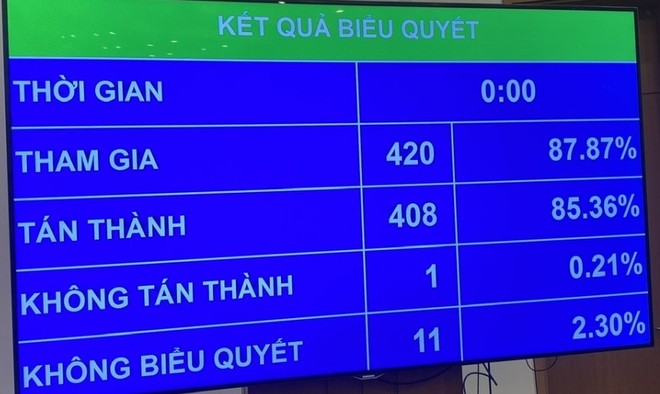 KẾT QUẢ BIỂU QUYẾT
THỜI GIAN 0:00
THAM GIA 420 87.87%
TÁN THÀNH 408 85.36%
KHÔNG TÁN THÀNH 1 0.21%
KHÔNG BIỂU QUYẾT 11 2.30%